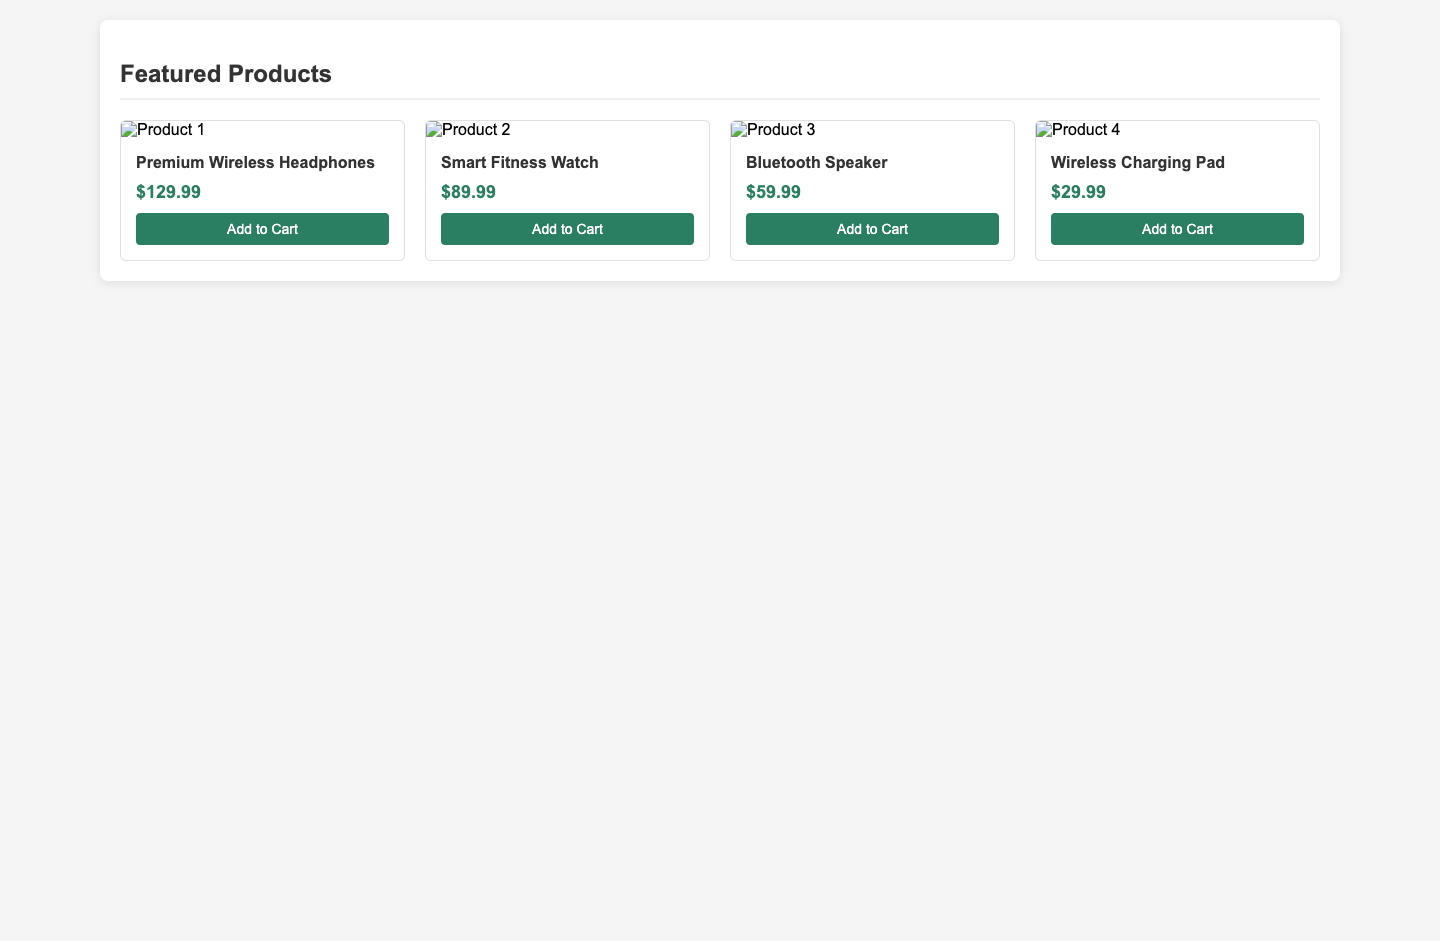 Featured Products
Product 1
Premium Wireless Headphones
$129.99
Add to Cart
Product 2
Smart Fitness Watch
$89.99
Add to Cart
Product 3
Bluetooth Speaker
$59.99
Add to Cart
Product 4
Wireless Charging Pad
$29.99
Add to Cart